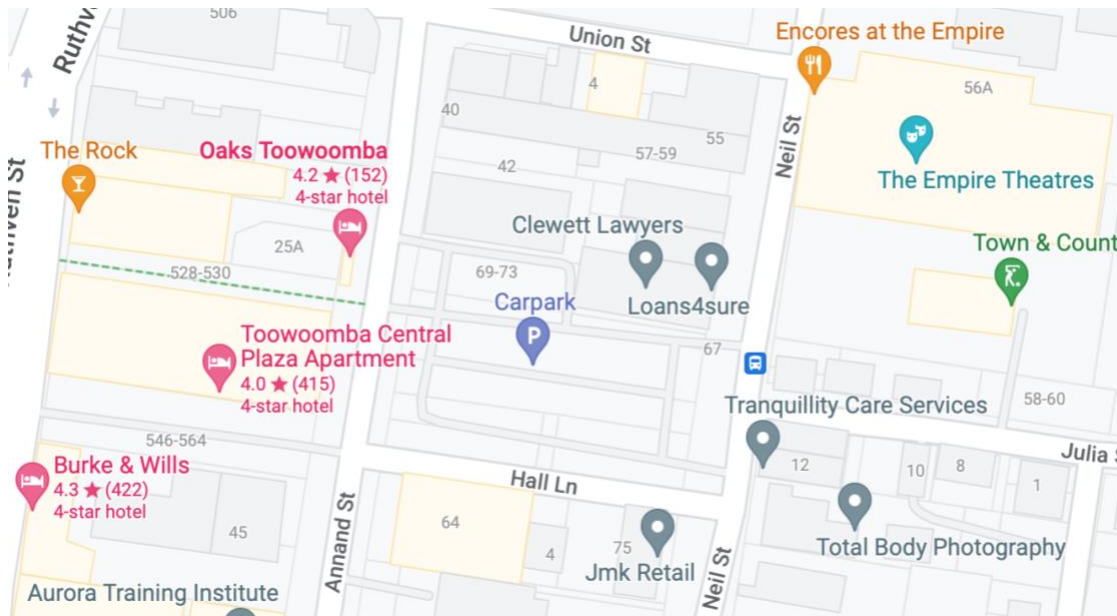 506
Ruthv
Union St
Encores at the Empire
56A
4
40
55
Neil St
The Rock
Oaks Toowoomba
4.2 ★ (152)
4-star hotel
57-59
42
The Empire Theatres
Clewett Lawyers
25A
Town & Count
528-530
69-73
Carpark
P
Loans4sure
Toowoomba Central
Plaza Apartment
4.0 ★ (415)
4-star hotel
67
58-60
Tranquillity Care Services
546-564
Burke & Wills
4.3 ★ (422)
4-star hotel
Hall Ln
12
10
8
1
Julia S
64
45
Annand St
4
75
Jmk Retail
Neil St
Total Body Photography
Aurora Training Institute